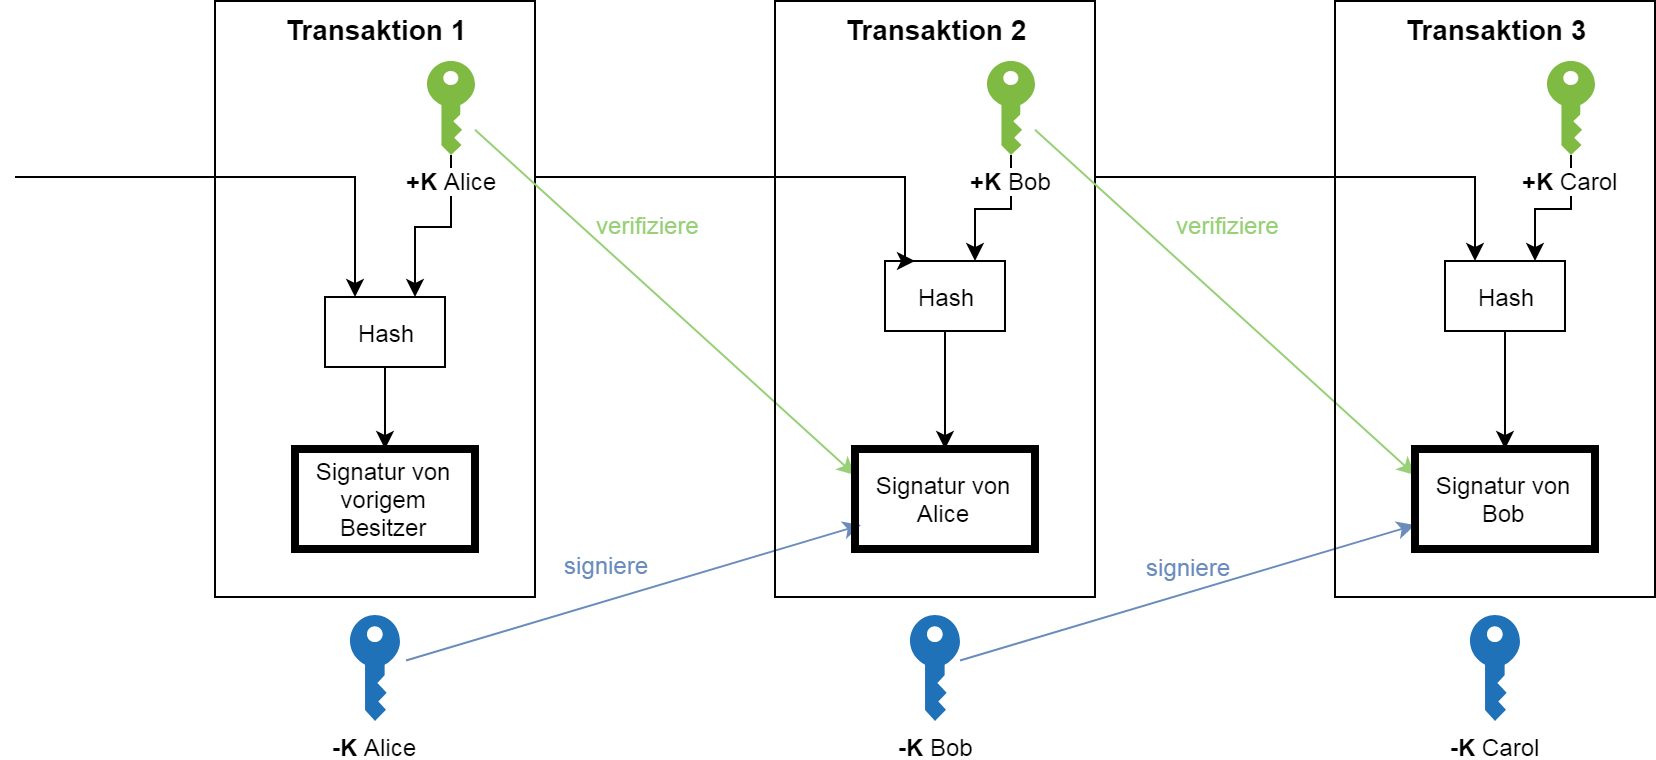 Transaktion 1
Transaktion 2
Transaktion 3
+K Alice
+K Bob
+K Carol
verifiziere
verifiziere
Hash
Hash
Hash
Signatur von
vorigem
Besitzer
Signatur von
Alice
Signatur von
Bob
signiere
signiere
-K Alice
-K Bob
-K Carol